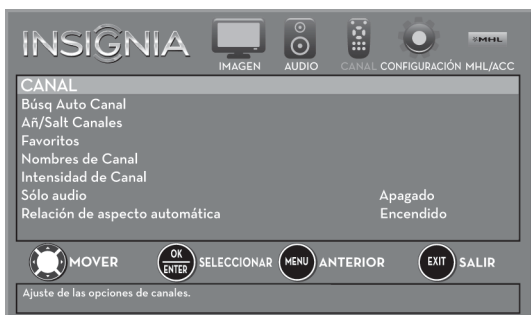 INSIGNIA
IMAGEN AUDIO CANAL CONFIGURACIÓN MHL/ACC
MHL
CANAL
Búsq Auto Canal
Añ/Salt Canales
Favoritos
Nombres de Canal
Intensidad de Canal
Sólo audio Apagado
Relación de aspecto automática Encendido
MOVER OK ENTER SELECCIONAR MENU ANTERIOR EXIT SALIR
Ajuste de las opciones de canales.